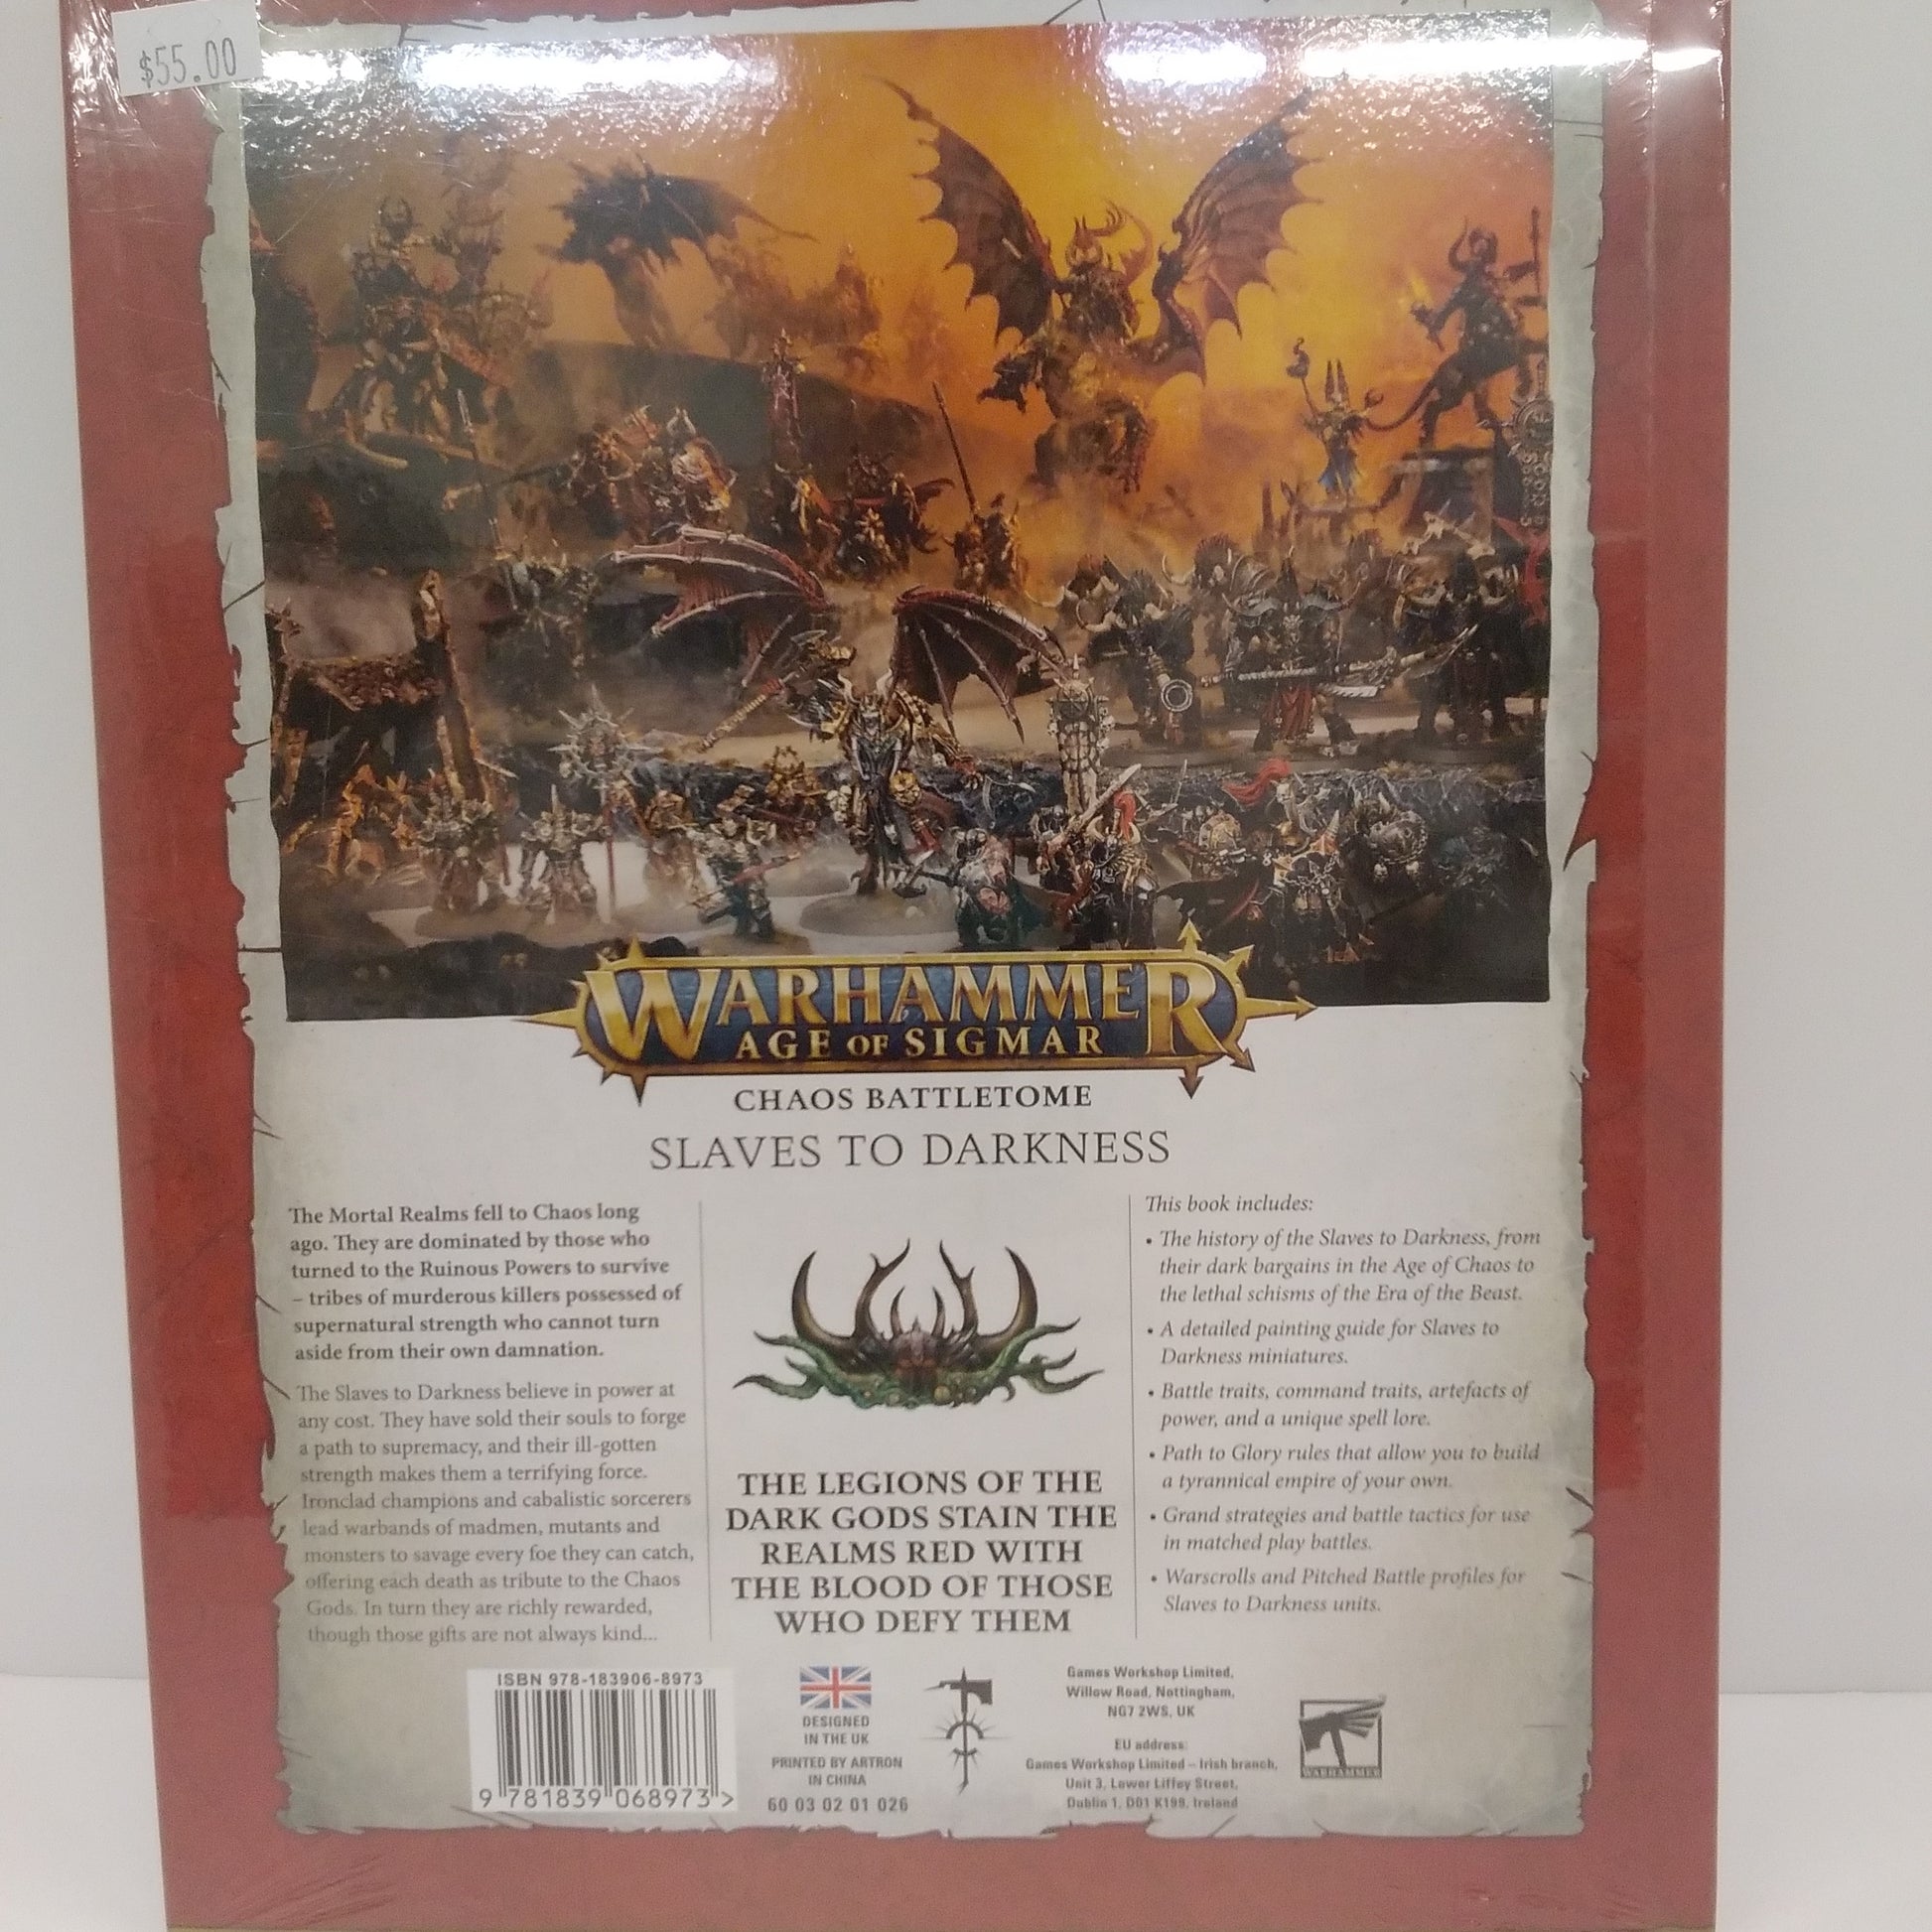 $55.00
WARHAMMER
AGE OF SIGMAR
CHAOS BATTLETOME
SLAVES TO DARKNESS
The Mortal Realms fell to Chaos long
ago. They are dominated by those who
turned to the Ruinous Powers to survive
– tribes of murderous killers possessed of
supernatural strength who cannot turn
aside from their own damnation.
The Slaves to Darkness believe in power at
any cost. They have sold their souls to forge
a path to supremacy, and their ill-gotten
strength makes them a terrifying force.
Ironclad champions and cabalistic sorcerers
lead warbands of madmen, mutants and
monsters to savage every foe they can catch,
offering each death as tribute to the Chaos
Gods. In turn they are richly rewarded,
though those gifts are not always kind...
THE LEGIONS OF THE
DARK GODS STAIN THE
REALMS RED WITH
THE BLOOD OF THOSE
WHO DEFY THEM
This book includes:
• The history of the Slaves to Darkness, from
their dark bargains in the Age of Chaos to
the lethal schisms of the Era of the Beast.
• A detailed painting guide for Slaves to
Darkness miniatures.
• Battle traits, command traits, artefacts of
power, and a unique spell lore.
• Path to Glory rules that allow you to build
a tyrannical empire of your own.
• Grand strategies and battle tactics for use
in matched play battles.
• Warscrolls and Pitched Battle profiles for
Slaves to Darkness units.
ISBN 978-183906-8973
9 781839 068973 >
DESIGNED
IN THE UK
PRINTED BY ARTRON
IN CHINA
60 03 02 01 026
Games Workshop Limited,
Willow Road, Nottingham,
NG7 2WS, UK
EU address:
Games Workshop Limited – Irish branch,
Unit 3, Lower Liffey Street,
Dublin 1, D01 K199, Ireland
WARHAMMER